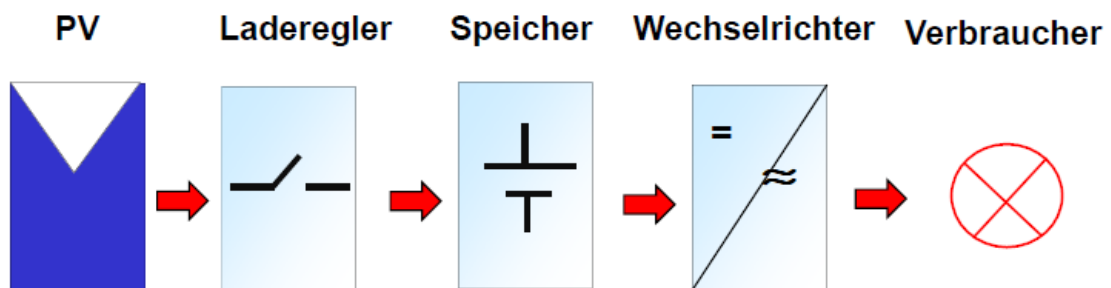 PV
Laderegler
Speicher
Wechselrichter
Verbraucher
=
≈